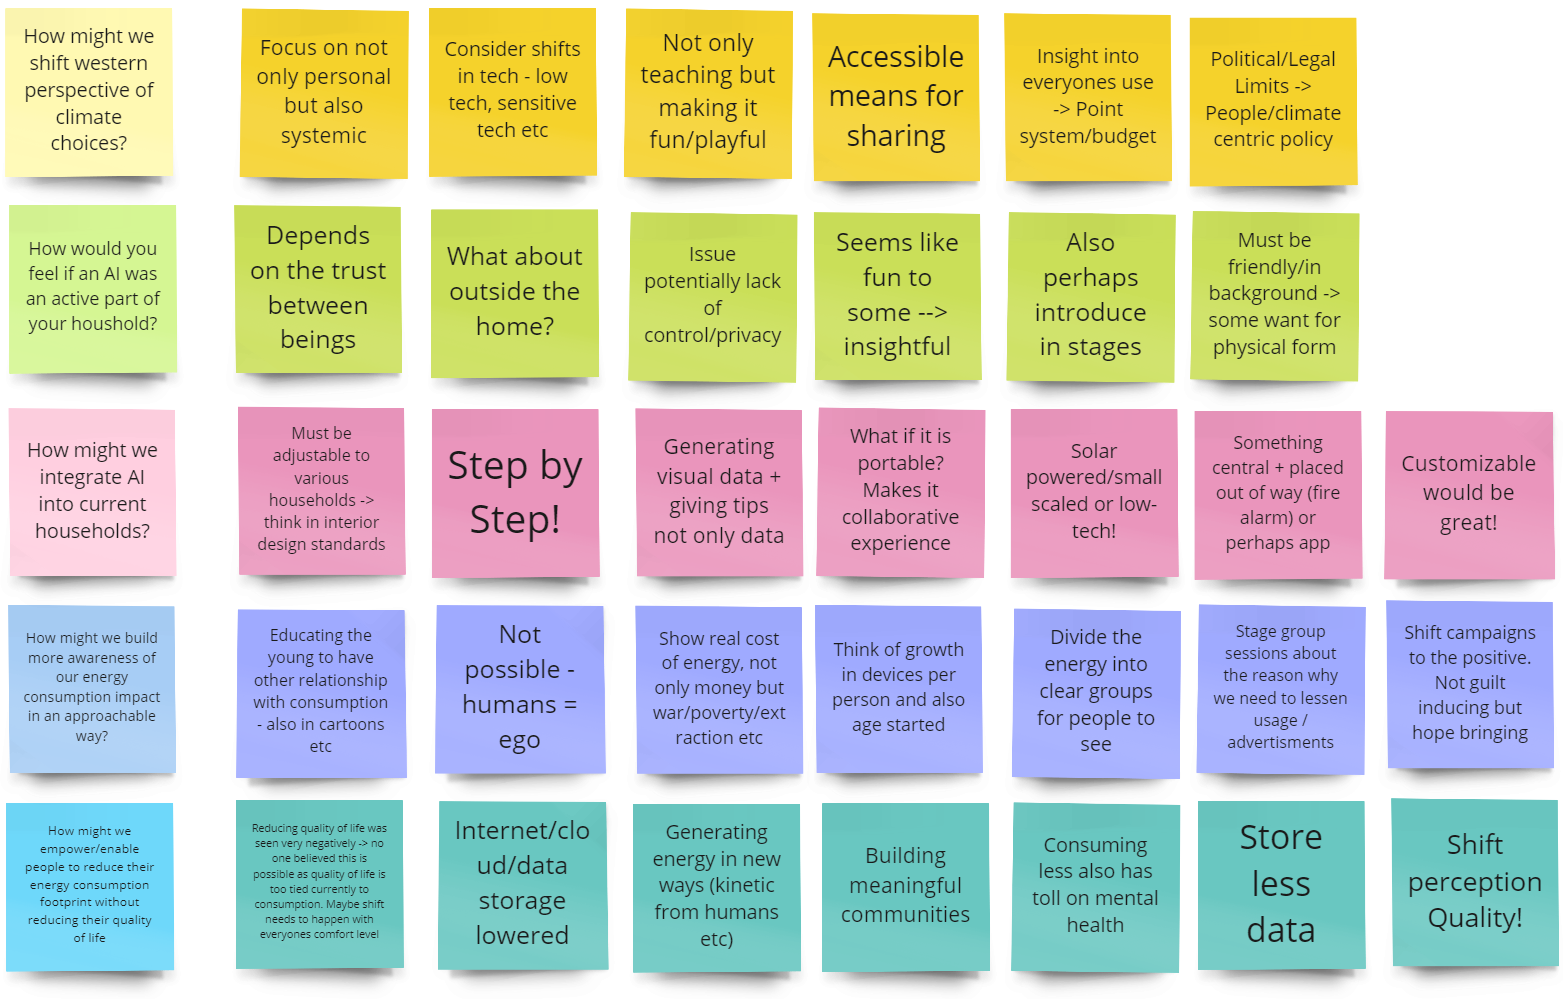 How might we
shift western
perspective of
climate
choices?
Focus on not
only personal
but also
systemic
Consider shifts
in tech - low
tech, sensitive
tech etc
Not only
teaching but
making it
fun/playful
Accessible
means for
sharing
Insight into
everyones use
-> Point
system/budget
Political/Legal
Limits ->
People/climate
centric policy
How would you
feel if an AI was
an active part of
your houshold?
Depends
on the trust
between
beings
What about
outside the
home?
Issue
potentially lack
of
control/privacy
Seems like
fun to
some -->
insightful
Also
perhaps
introduce
in stages
Must be
friendly/in
background ->
some want for
physical form
How might we
integrate AI
into current
households?
Must be
adjustable to
various
households ->
think in interior
design standards
Step by
Step!
Generating
visual data +
giving tips
not only data
What if it is
portable?
Makes it
collaborative
experience
Solar
powered/small
scaled or low-
tech!
Something
central + placed
out of way (fire
alarm) or
perhaps app
Customizable
would be
great!
How might we build
more awareness of
our energy
consumption impact
in an approachable
way?
Educating the
young to have
other relationship
with consumption
- also in cartoons
etc
Not
possible -
humans =
ego
Show real cost
of energy, not
only money but
war/poverty/ext
raction etc
Think of growth
in devices per
person and also
age started
Divide the
energy into
clear groups
for people to
see
Stage group
sessions about
the reason why
we need to lessen
usage /
advertisments
Shift campaigns
to the positive.
Not guilt
inducing but
hope bringing
How might we
empower/enable
people to reduce their
energy consumption
footprint without
reducing their quality
of life
Reducing quality of life was
seen very negatively -> no
one believed this is
possible as quality of life is
too tied currently to
consumption. Maybe shift
needs to happen with
everyones comfort level
Internet/clo
ud/data
storage
lowered
Generating
energy in new
ways (kinetic
from humans
etc)
Building
meaningful
communities
Consuming
less also has
toll on mental
health
Store
less
data
Shift
perception
Quality!